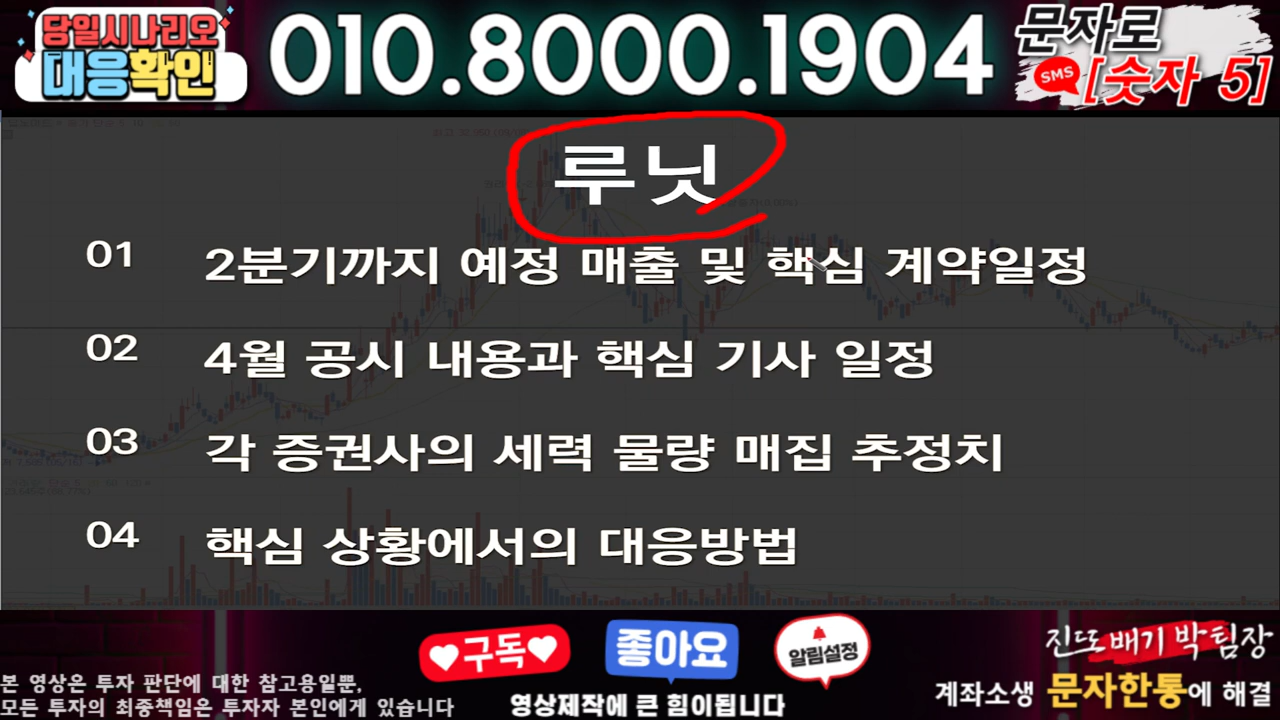 당일시나리오
대응확인
010.8000.1904
문자로
SMS [숫자 5]
루닛
01 2분기까지 예정 매출 및 핵심 계약일정
02 4월 공시 내용과 핵심 기사 일정
03 각 증권사의 세력 물량 매집 추정치
04 핵심 상황에서의 대응방법
구독
좋아요
알림설정
영상제작에 큰 힘이됩니다
본 영상은 투자 판단에 대한 참고용일뿐,
모든 투자의 최종책임은 투자자 본인에게 있습니다
진또배기 박팀장
계좌소생 문자한통에 해결